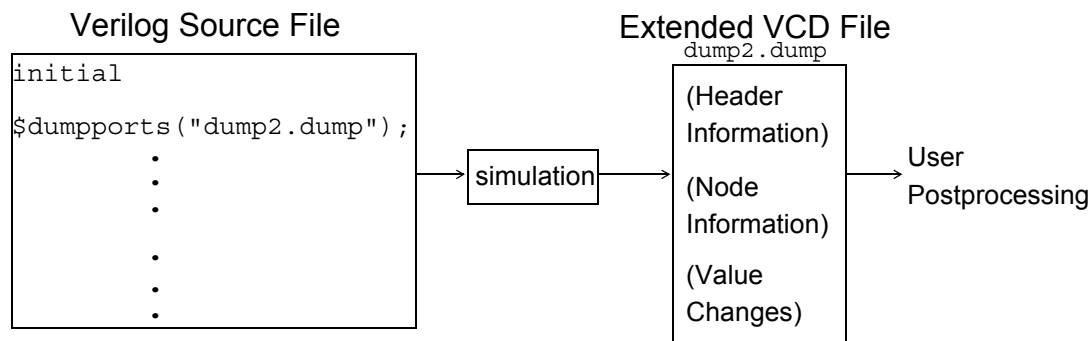 Verilog Source File
initial
$dumpports("dump2.dump");
simulation
Extended VCD File
dump2.dump
(Header
Information)
(Node
Information)
(Value
Changes)
User
Postprocessing